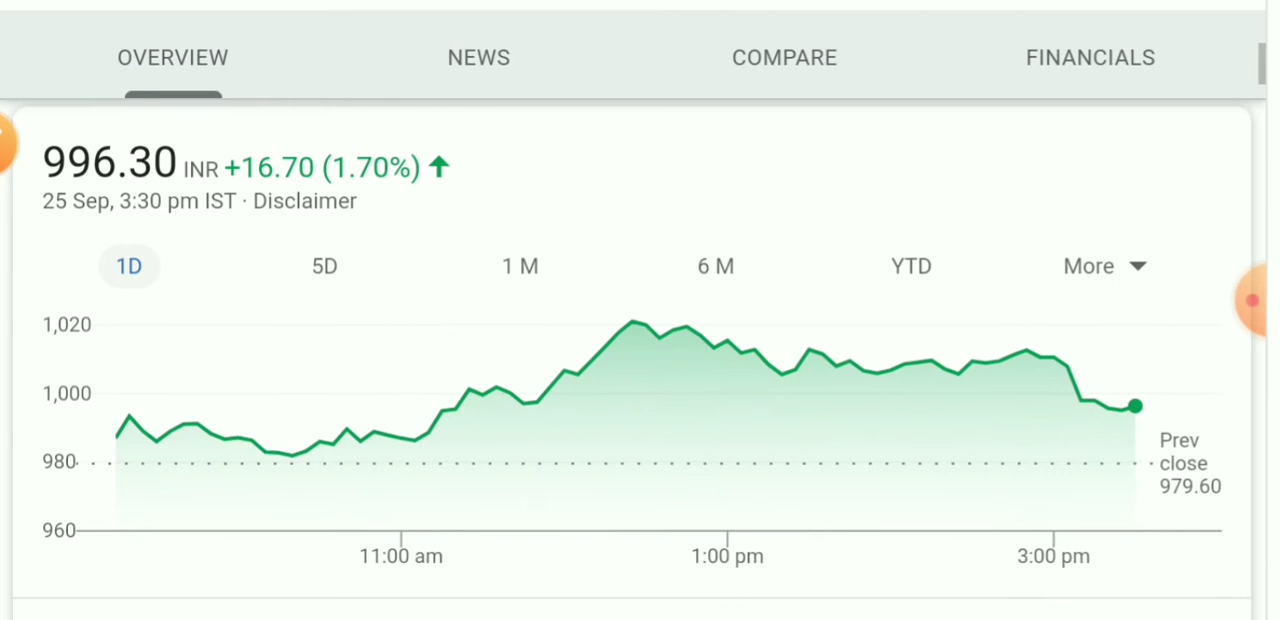 OVERVIEW NEWS COMPARE FINANCIALS
996.30 INR +16.70 (1.70%) ↑
25 Sep, 3:30 pm IST · Disclaimer
1D 5D 1 M 6 M YTD More
1,020
1,000
980
960
Prev
close
979.60
11:00 am 1:00 pm 3:00 pm